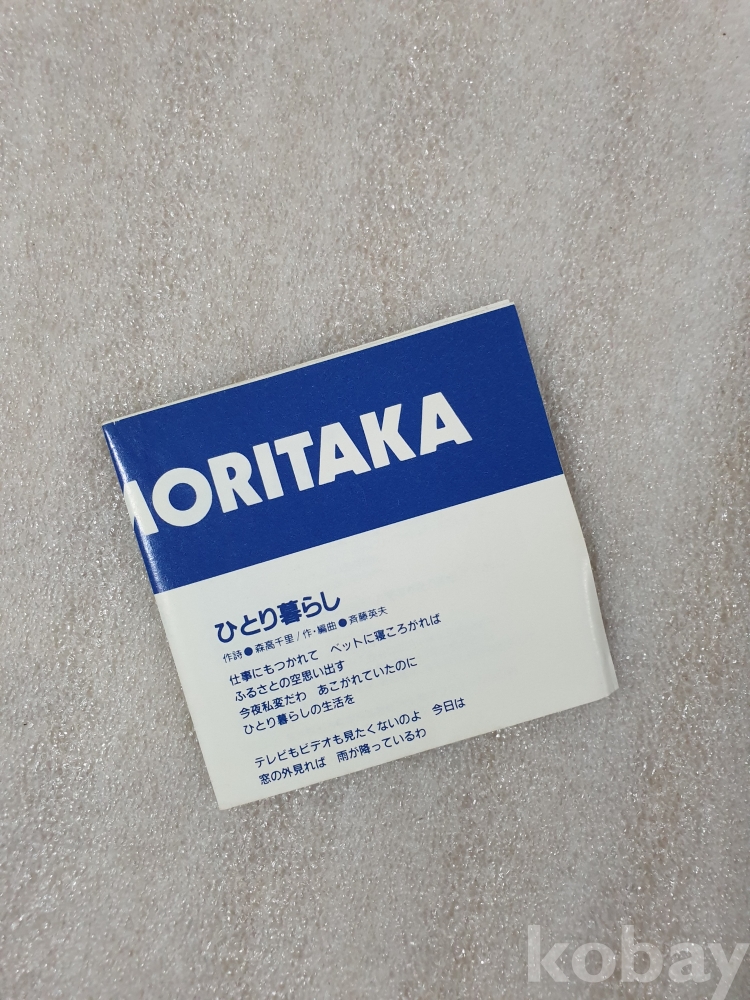 MORITAKA
ひとり暮らし
作詩●森高千里/作・編曲●斉藤英夫
仕事にもつかれて　ベットに寝ころがれば
ふるさとの空思い出す
今夜私変だわ　あこがれていたのに
ひとり暮らしの生活を
テレビもビデオも見たくないのよ　今日は
窓の外見れば　雨が降っているわ
kobay